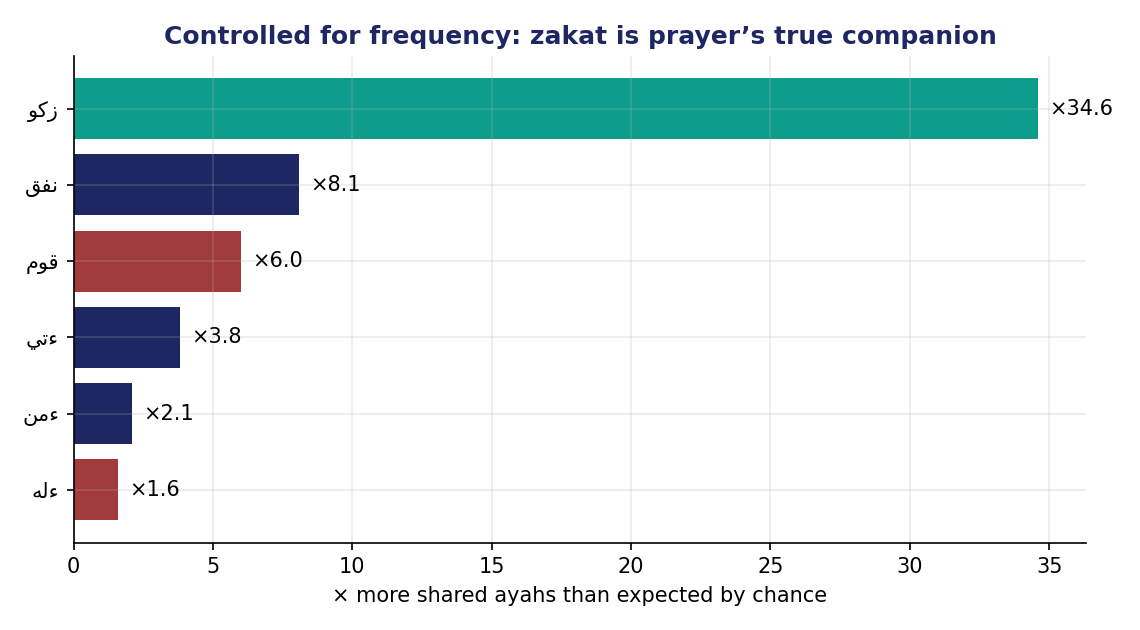 Controlled for frequency: zakat is prayer’s true companion
زكو
×34.6
نفق
×8.1
قوم
×6.0
ءتي
×3.8
ءمن
×2.1
ءله
×1.6
0 5 10 15 20 25 30 35
× more shared ayahs than expected by chance